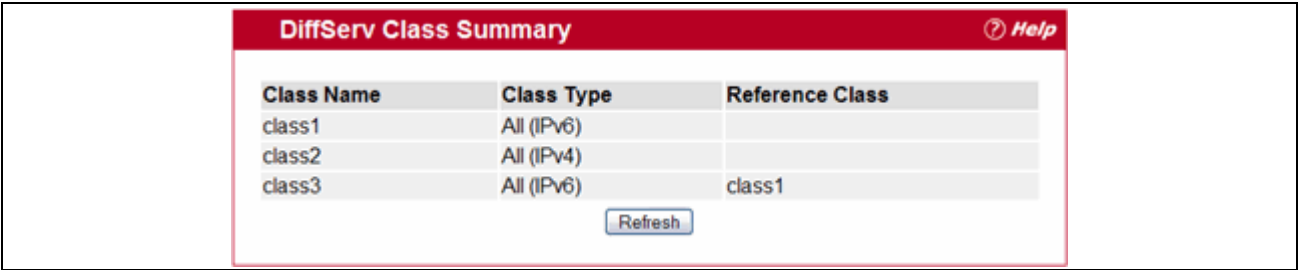 DiffServ Class Summary ? Help
Class Name Class Type Reference Class
class1 All (IPv6)
class2 All (IPv4)
class3 All (IPv6) class1
Refresh